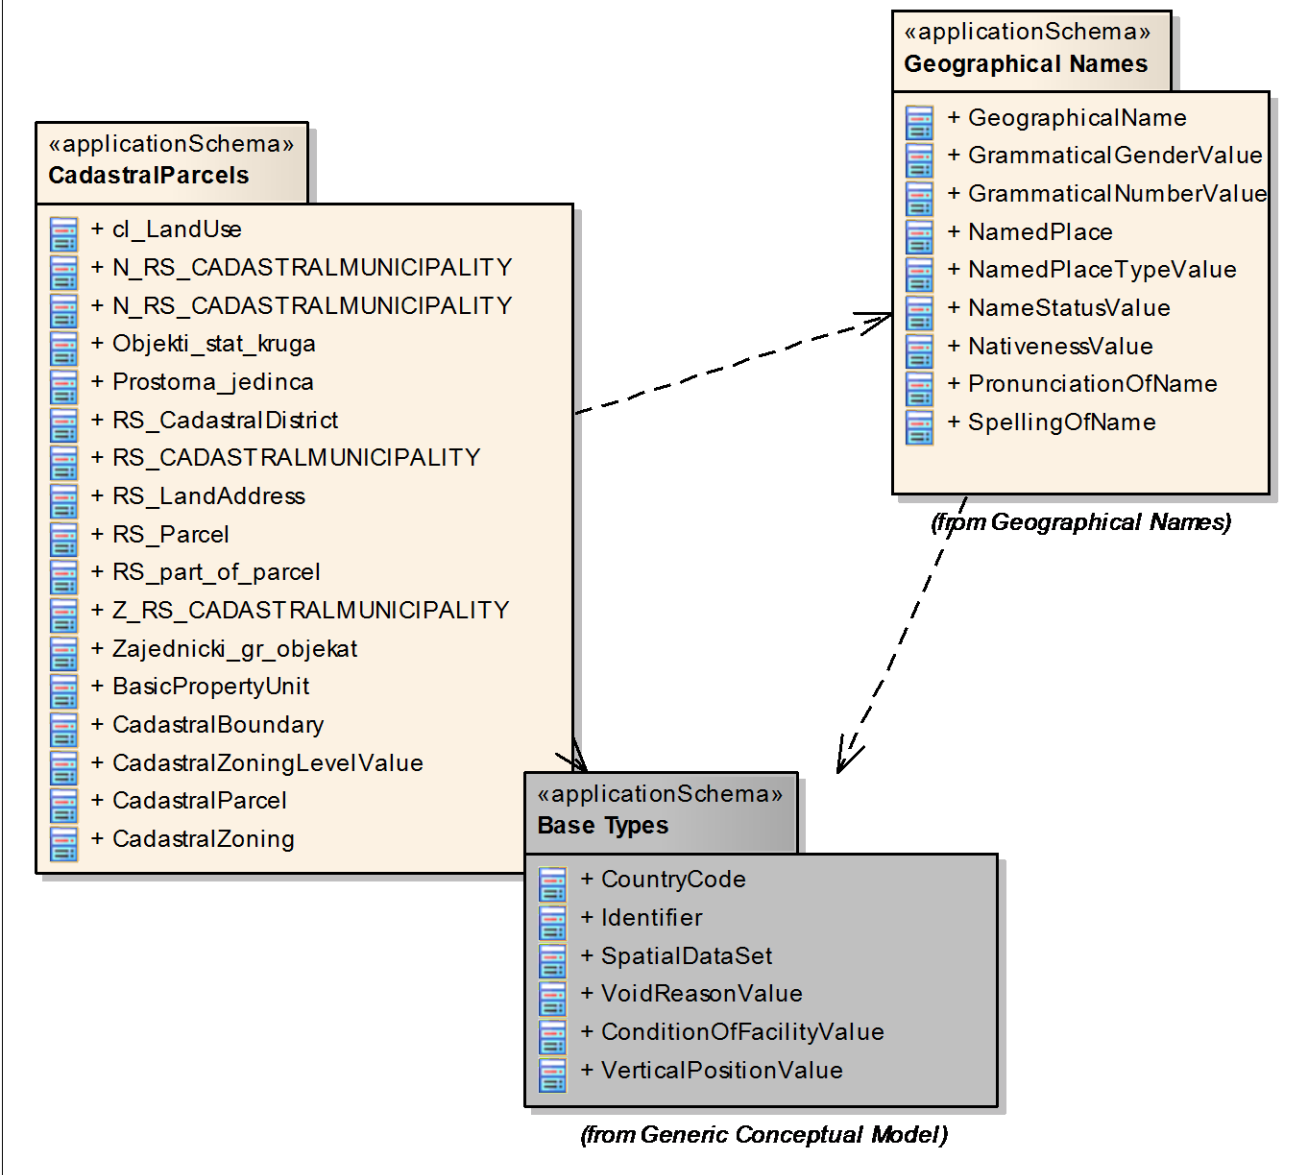 «applicationSchema»
CadastralParcels
+ cl_LandUse
+ N_RS_CADASTRALMUNICIPALITY
+ N_RS_CADASTRALMUNICIPALITY
+ Objekti_stat_kruga
+ Prostorna_jedinca
+ RS_CadastralDistrict
+ RS_CADASTRALMUNICIPALITY
+ RS_LandAddress
+ RS_Parcel
+ RS_part_of_parcel
+ Z_RS_CADASTRALMUNICIPALITY
+ Zajednicki_gr_objekat
+ BasicPropertyUnit
+ CadastralBoundary
+ CadastralZoningLevelValue
+ CadastralParcel
+ CadastralZoning
«applicationSchema»
Geographical Names
+ GeographicalName
+ GrammaticalGenderValue
+ GrammaticalNumberValue
+ NamedPlace
+ NamedPlaceTypeValue
+ NameStatusValue
+ NativenessValue
+ PronunciationOfName
+ SpellingOfName
(from Geographical Names)
«applicationSchema»
Base Types
+ CountryCode
+ Identifier
+ SpatialDataSet
+ VoidReasonValue
+ ConditionOfFacilityValue
+ VerticalPositionValue
(from Generic Conceptual Model)